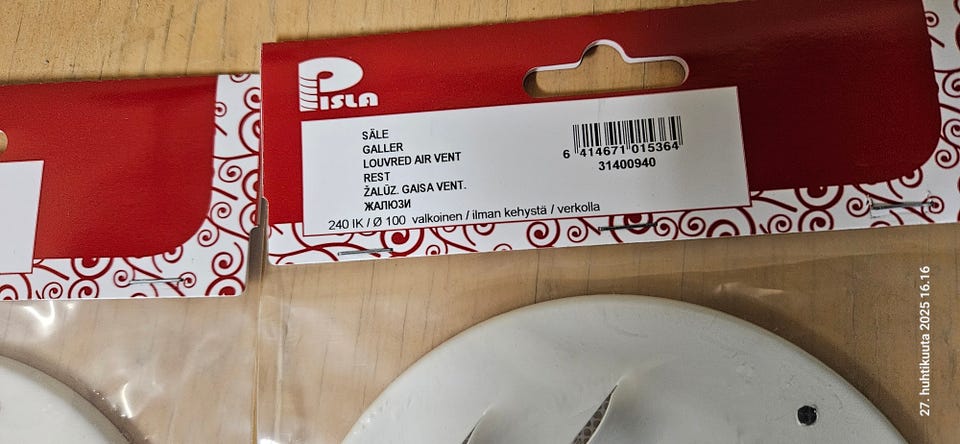 PISLA
SÄLE
GALLER
LOUVRED AIR VENT
REST
ŽALŪZ. GAISA VENT.
ЖАЛЮЗИ
240 IK / Ø 100 valkoinen / ilman kehystä / verkolla
6 414671 015364
31400940
27. huhtikuuta 2025 16.16